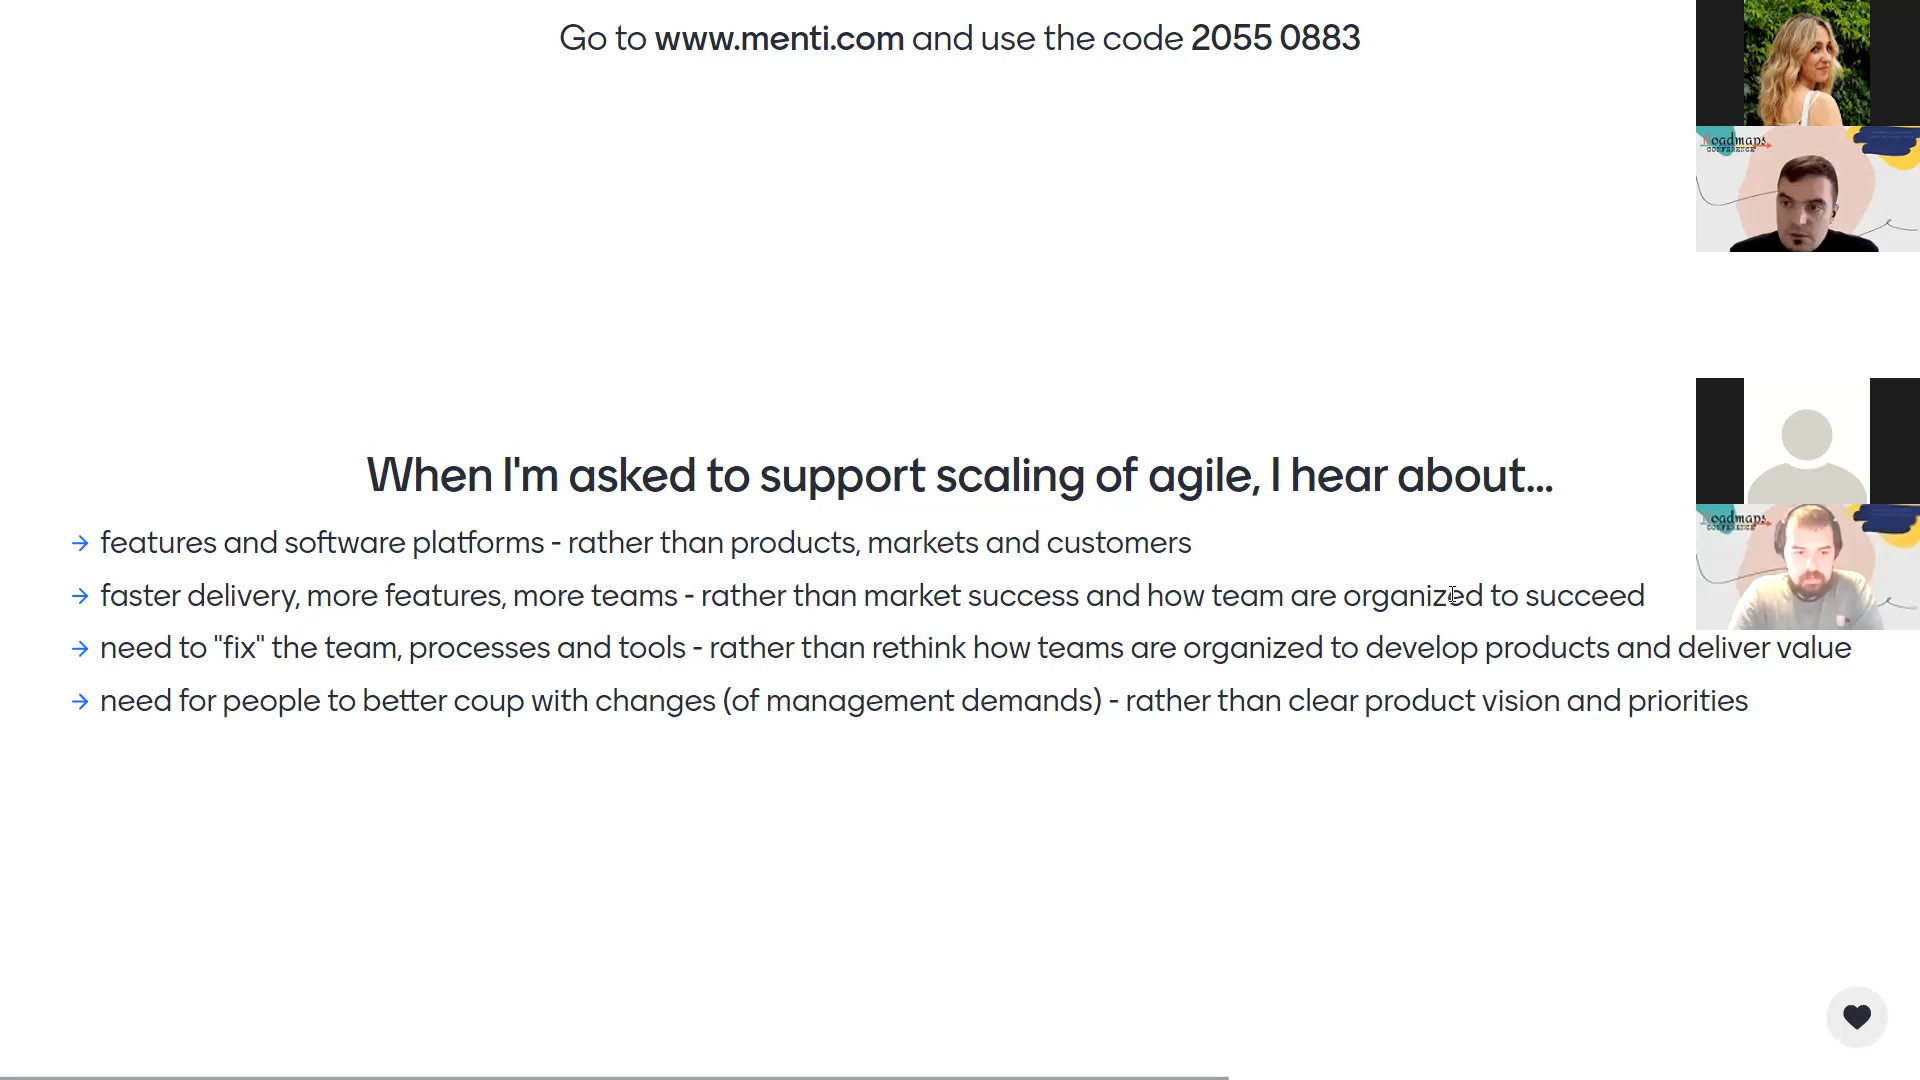 Go to www.menti.com and use the code 2055 0883
Roadmaps
CONFERENCE
When I'm asked to support scaling of agile, I hear about...
→ features and software platforms - rather than products, markets and customers
Roadmaps
CONFERENCE
→ faster delivery, more features, more teams - rather than market success and how team are organized to succeed
→ need to "fix" the team, processes and tools - rather than rethink how teams are organized to develop products and deliver value
→ need for people to better coup with changes (of management demands) - rather than clear product vision and priorities